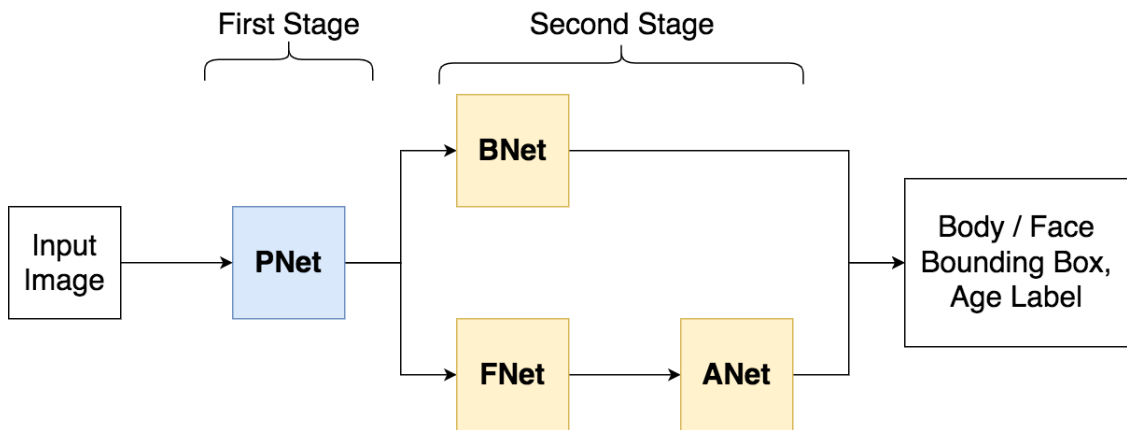 First Stage
Second Stage
BNet
Input
Image
PNet
Body / Face
Bounding Box,
Age Label
FNet
ANet